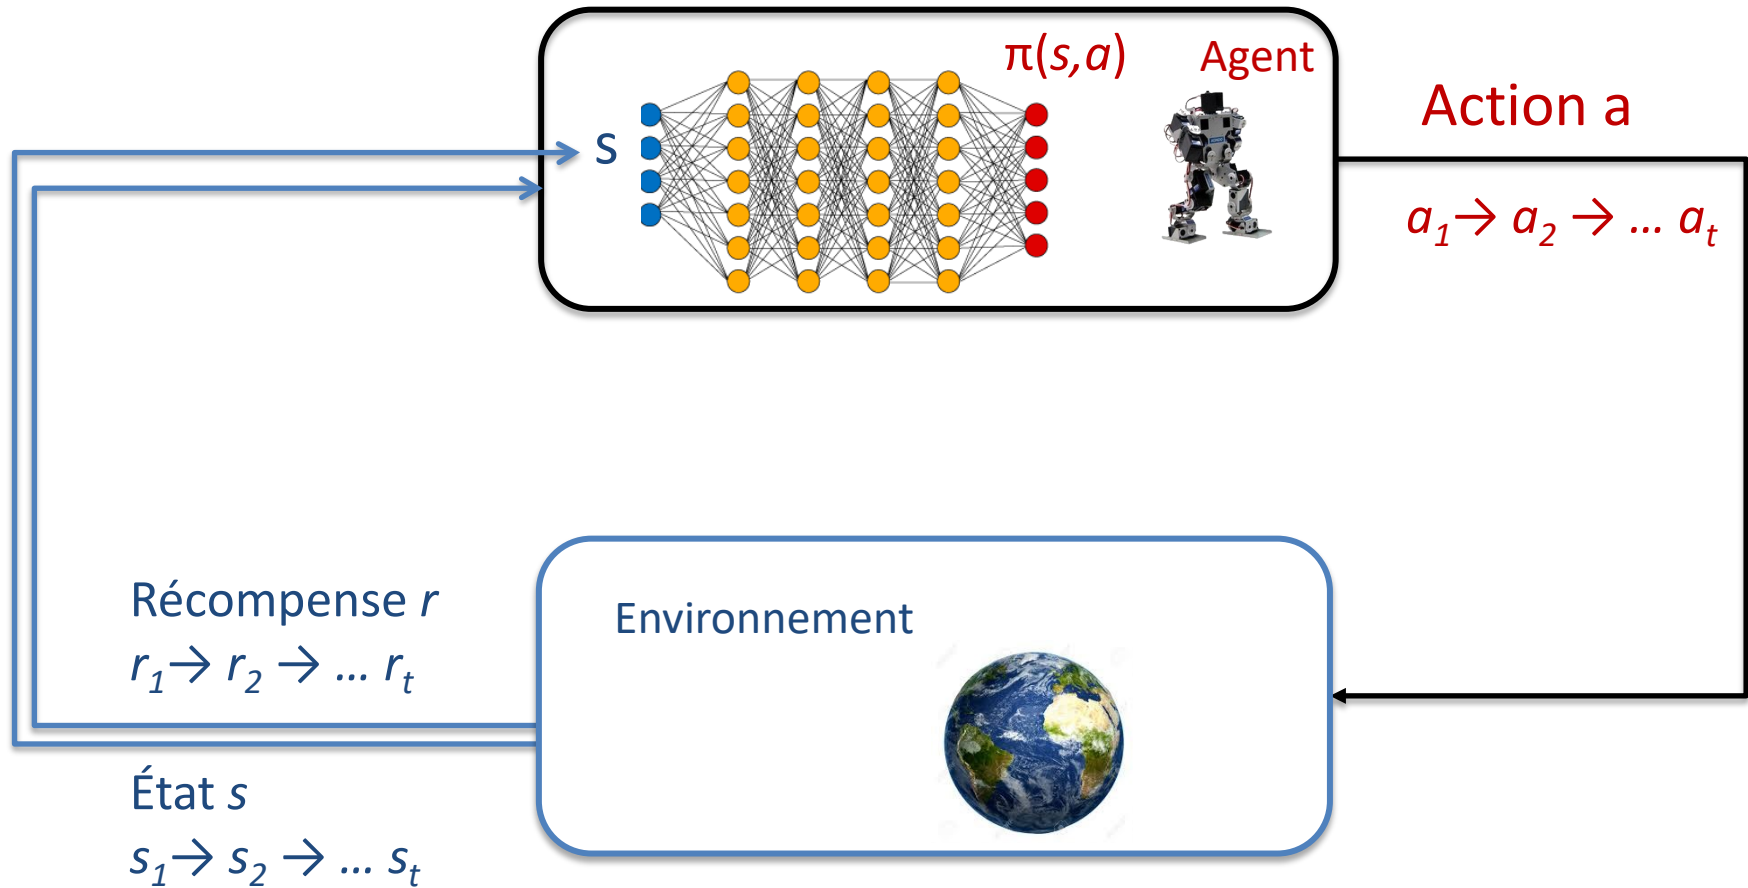 π(s,a)
Agent
s
Action a
a₁→ a₂ → ... aₜ
Récompense r
r₁→ r₂ → ... rₜ
Environnement
État s
s₁→ s₂ → ... sₜ